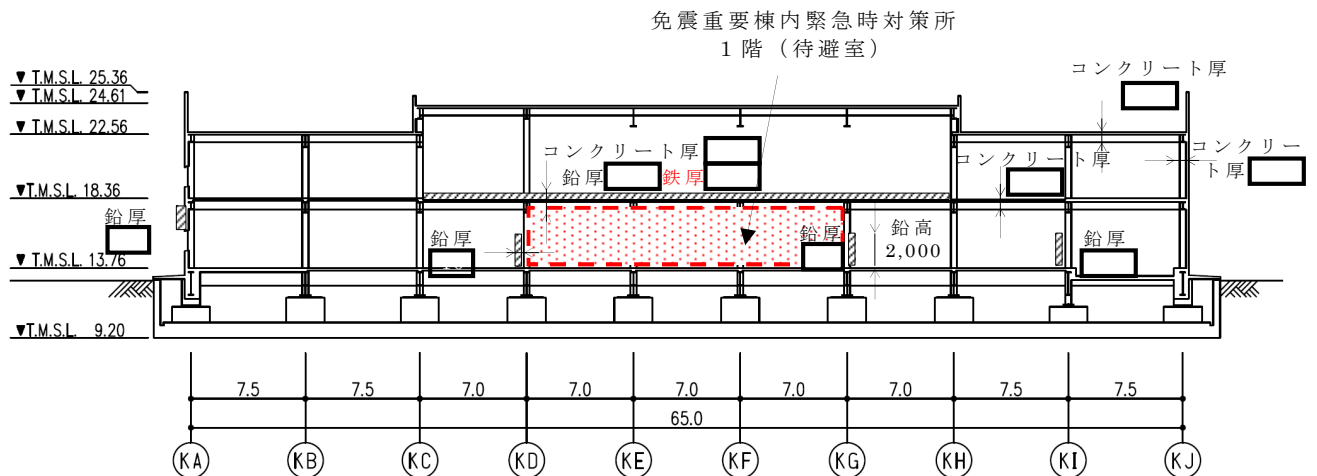 免震重要棟内緊急時対策所
1階（待避室）
コンクリート厚
▼ T.M.S.L. 25.36
▼ T.M.S.L. 24.61
▼ T.M.S.L. 22.56
コンクリート厚
鉛厚
鉄厚
コンクリート厚
コンクリー
ト厚
▼T.M.S.L. 18.36
鉛厚
鉛厚
鉛厚
鉛高
2,000
鉛厚
▼ T.M.S.L. 13.76
▼T.M.S.L. 9.20
7.5 7.5 7.0 7.0 7.0 7.0 7.0 7.5 7.5
65.0
KA KB KC KD KE KF KG KH KI KJ